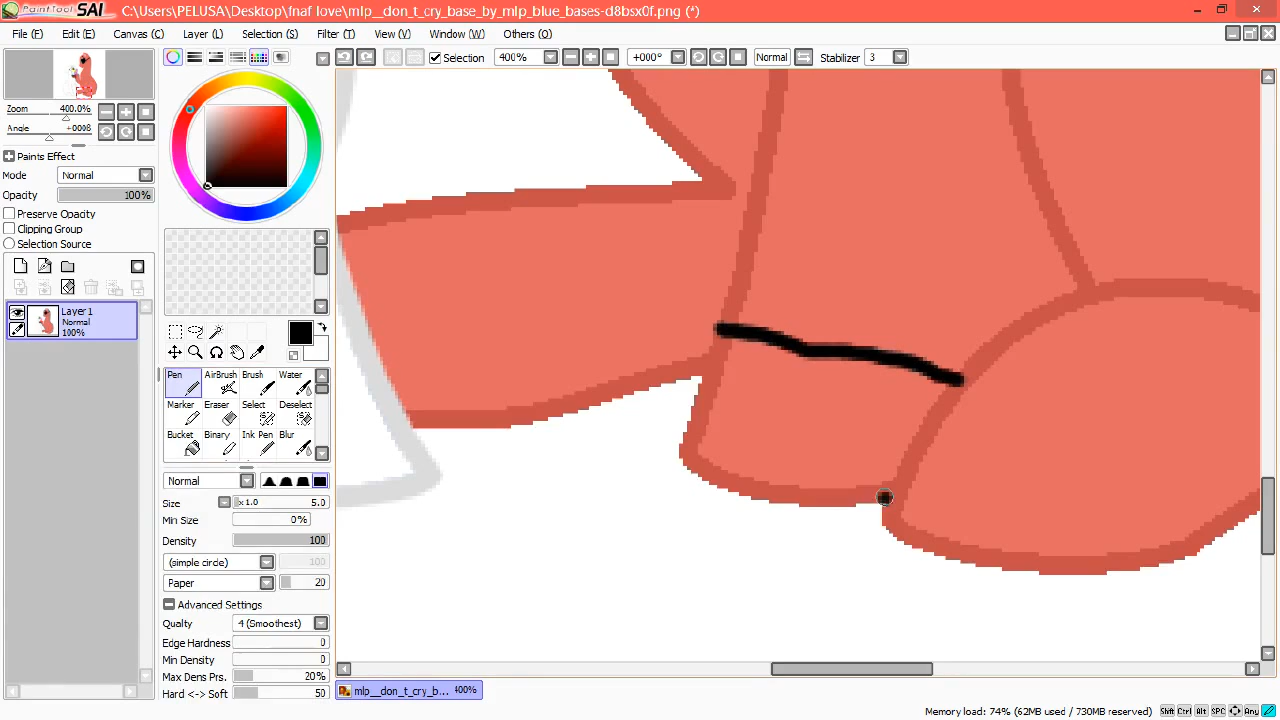 PaintTool SAI C:\Users\PELUSA\Desktop\fnaf love\mlp__don_t_cry_base_by_mlp_blue_bases-d8bsx0f.png (*)
File (F) Edit (E) Canvas (C) Layer (L) Selection (S) Filter (T) View (V) Window (W) Others (O)
Selection 400% +000° Normal Stabilizer 3
Zoom 400.0%
Angle +000ß
Paints Effect
Mode Normal
Opacity 100%
Preserve Opacity
Clipping Group
Selection Source
Layer 1
Normal
100%
Pen AirBrush Brush Water
Marker Eraser Select Deselect
Bucket Binary Ink Pen Blur
Normal
Size x 1.0 5.0
Min Size 0%
Density 100
(simple circle) 100
Paper 20
Advanced Settings
Qualty 4 (Smoothest)
Edge Hardness 0
Min Density 0
Max Dens Prs. 20%
Hard <-> Soft 50
mlp__don_t_cry_b... 400%
Memory load: 74% (62MB used / 730MB reserved) Shft Ctrl Alt SPC Any